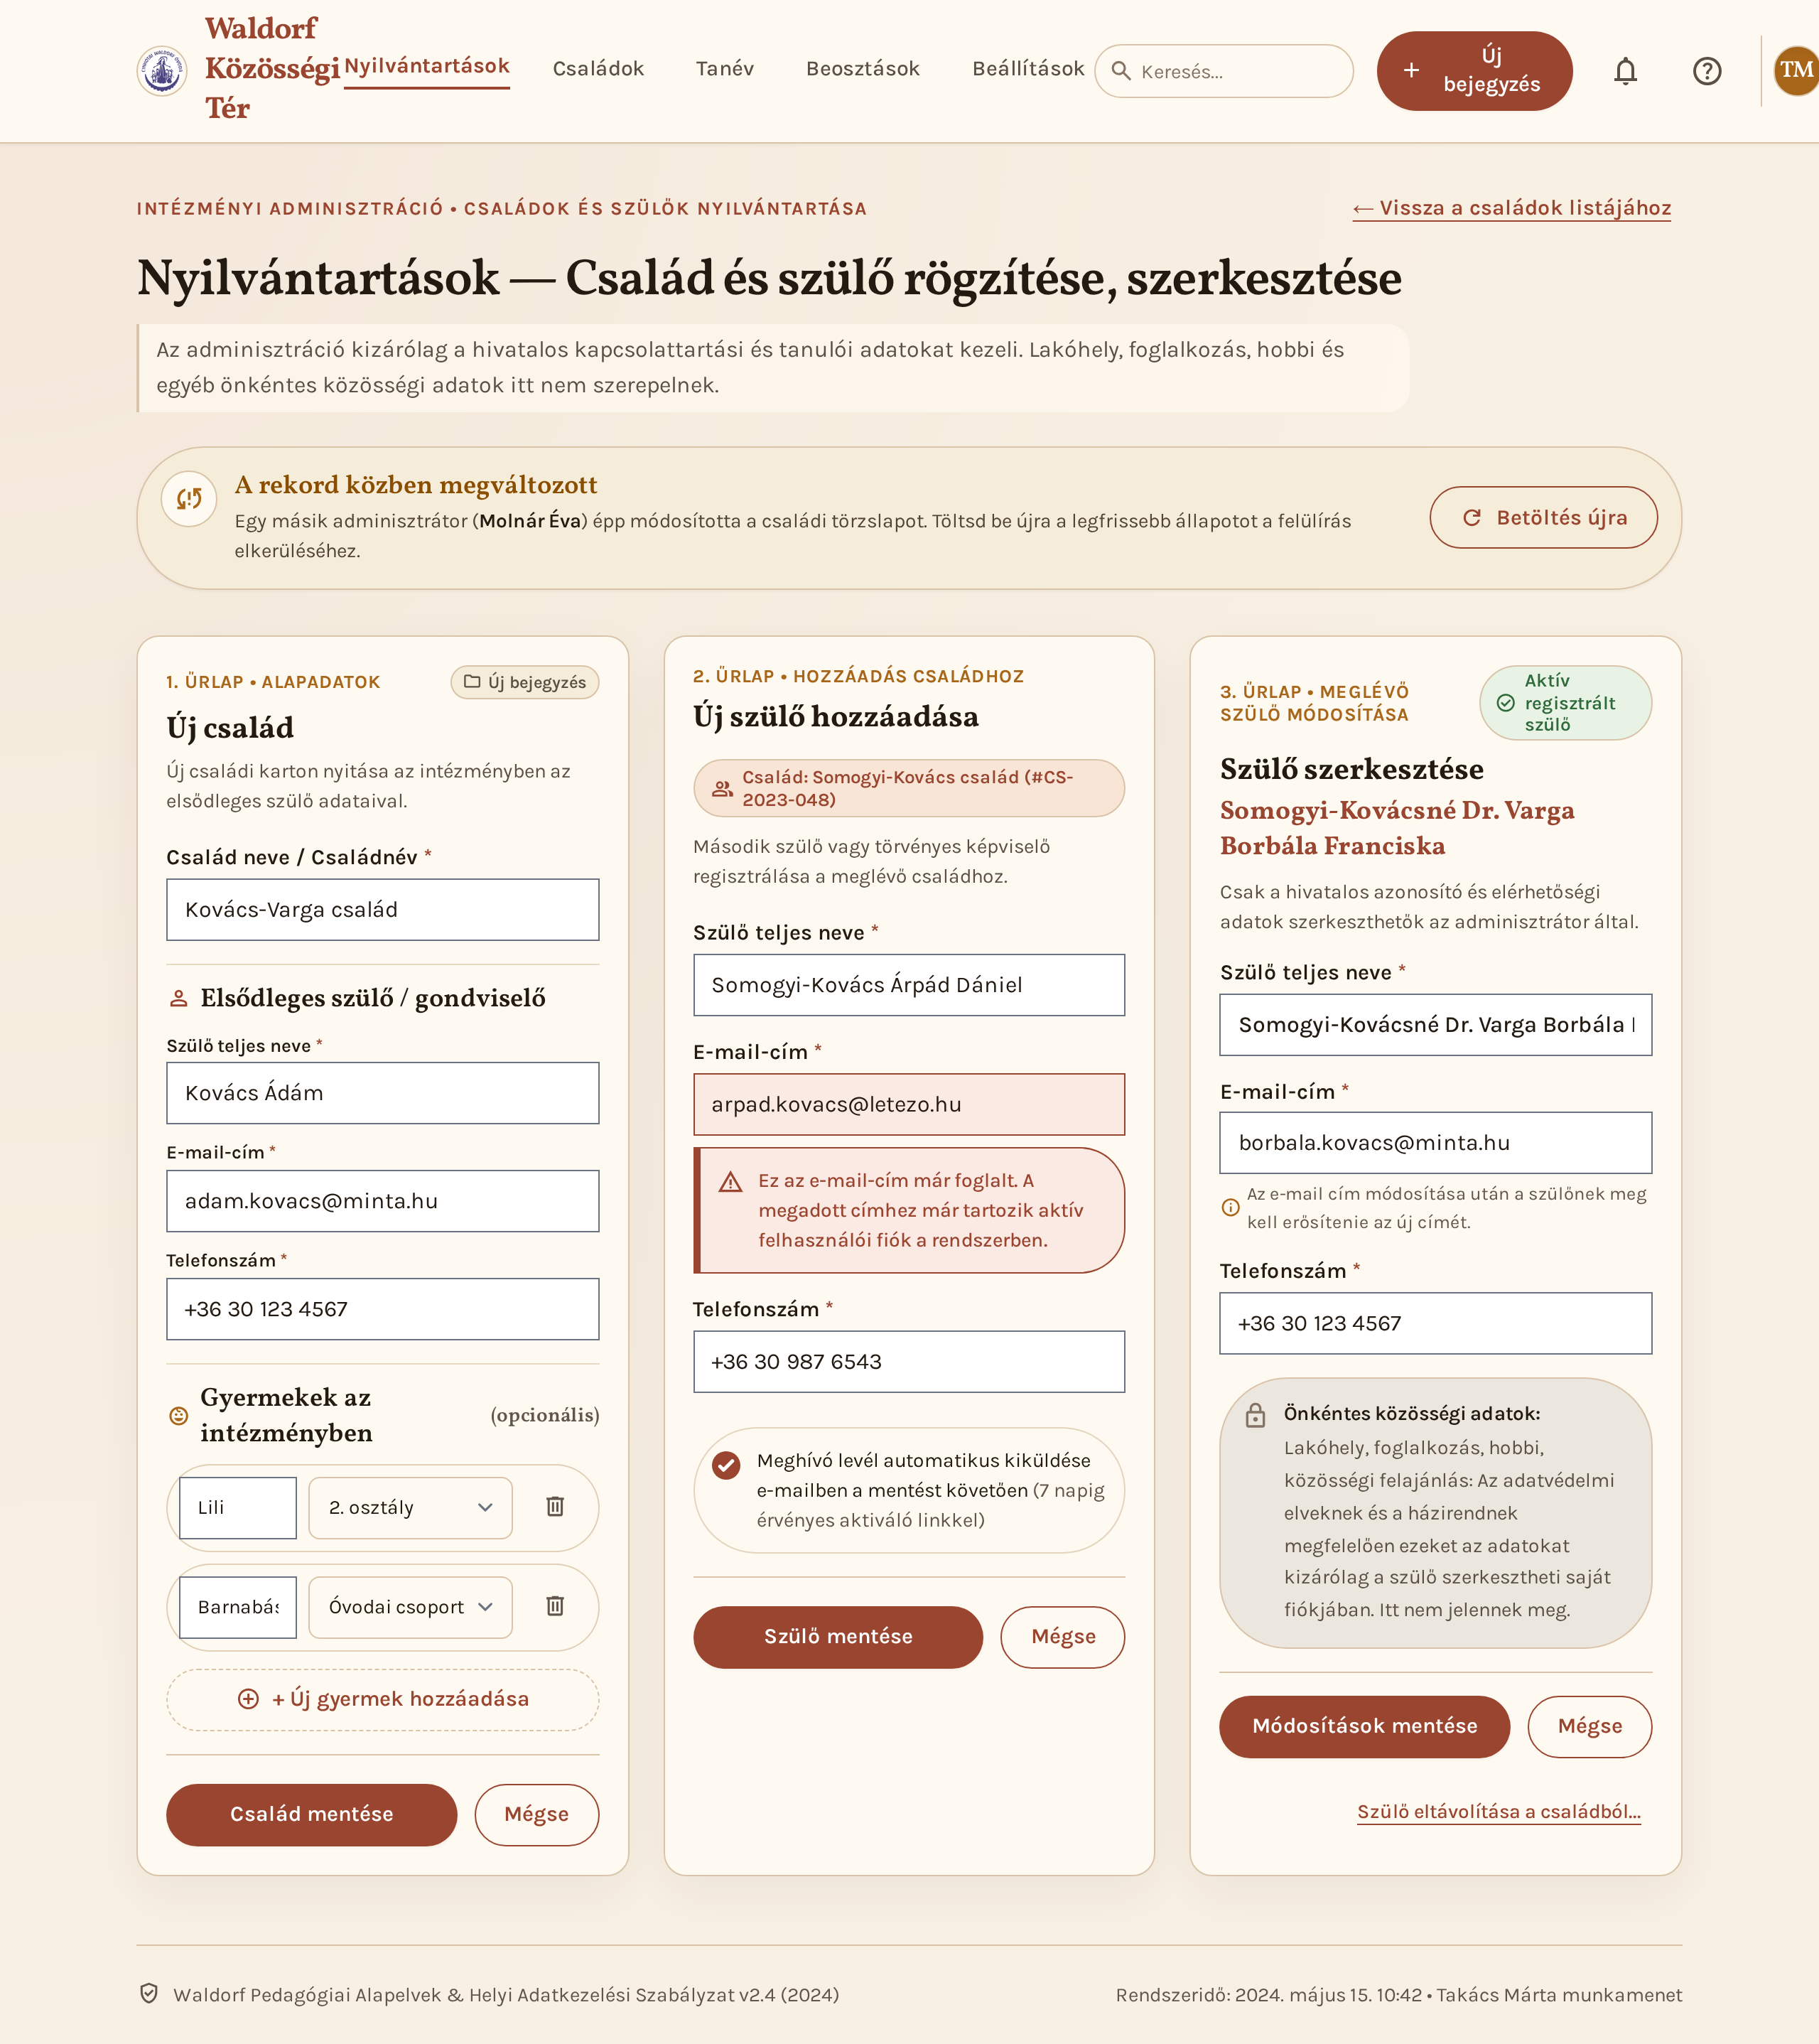 Waldorf
Közösségi
Tér
Nyilvántartások
Családok
Tanév
Beosztások
Beállítások
Keresés...
Új
bejegyzés
TM
INTÉZMÉNYI ADMINISZTRÁCIÓ • CSALÁDOK ÉS SZÜLŐK NYILVÁNTARTÁSA
← Vissza a családok listájához
Nyilvántartások — Család és szülő rögzítése, szerkesztése
Az adminisztráció kizárólag a hivatalos kapcsolattartási és tanulói adatokat kezeli. Lakóhely, foglalkozás, hobbi és
egyéb önkéntes közösségi adatok itt nem szerepelnek.
A rekord közben megváltozott
Egy másik adminisztrátor (Molnár Éva) épp módosította a családi törzslapot. Töltsd be újra a legfrissebb állapotot a felülírás
elkerüléséhez.
Betöltés újra
1. ŰRLAP • ALAPADATOK
Új bejegyzés
Új család
Új családi karton nyitása az intézményben az
elsődleges szülő adataival.
Család neve / Családnév *
Kovács-Varga család
Elsődleges szülő / gondviselő
Szülő teljes neve *
Kovács Ádám
E-mail-cím *
adam.kovacs@minta.hu
Telefonszám *
+36 30 123 4567
Gyermekek az
intézményben
(opcionális)
Lili
2. osztály
Barnabás
Óvodai csoport
+ Új gyermek hozzáadása
Család mentése
Mégse
2. ŰRLAP • HOZZÁADÁS CSALÁDHOZ
Új szülő hozzáadása
Család: Somogyi-Kovács család (#CS-
2023-048)
Második szülő vagy törvényes képviselő
regisztrálása a meglévő családhoz.
Szülő teljes neve *
Somogyi-Kovács Árpád Dániel
E-mail-cím *
arpad.kovacs@letezo.hu
Ez az e-mail-cím már foglalt. A
megadott címhez már tartozik aktív
felhasználói fiók a rendszerben.
Telefonszám *
+36 30 987 6543
Meghívó levél automatikus kiküldése
e-mailben a mentést követően (7 napig
érvényes aktiváló linkkel)
Szülő mentése
Mégse
3. ŰRLAP • MEGLÉVŐ
SZÜLŐ MÓDOSÍTÁSA
Aktív
regisztrált
szülő
Szülő szerkesztése
Somogyi-Kovácsné Dr. Varga
Borbála Franciska
Csak a hivatalos azonosító és elérhetőségi
adatok szerkeszthetők az adminisztrátor által.
Szülő teljes neve *
Somogyi-Kovácsné Dr. Varga Borbála
E-mail-cím *
borbala.kovacs@minta.hu
Az e-mail cím módosítása után a szülőnek meg
kell erősítenie az új címét.
Telefonszám *
+36 30 123 4567
Önkéntes közösségi adatok:
Lakóhely, foglalkozás, hobbi,
közösségi felajánlás: Az adatvédelmi
elveknek és a házirendnek
megfelelően ezeket az adatokat
kizárólag a szülő szerkesztheti saját
fiókjában. Itt nem jelennek meg.
Módosítások mentése
Mégse
Szülő eltávolítása a családból...
Waldorf Pedagógiai Alapelvek & Helyi Adatkezelési Szabályzat v2.4 (2024)
Rendszeridő: 2024. május 15. 10:42 • Takács Márta munkamenet